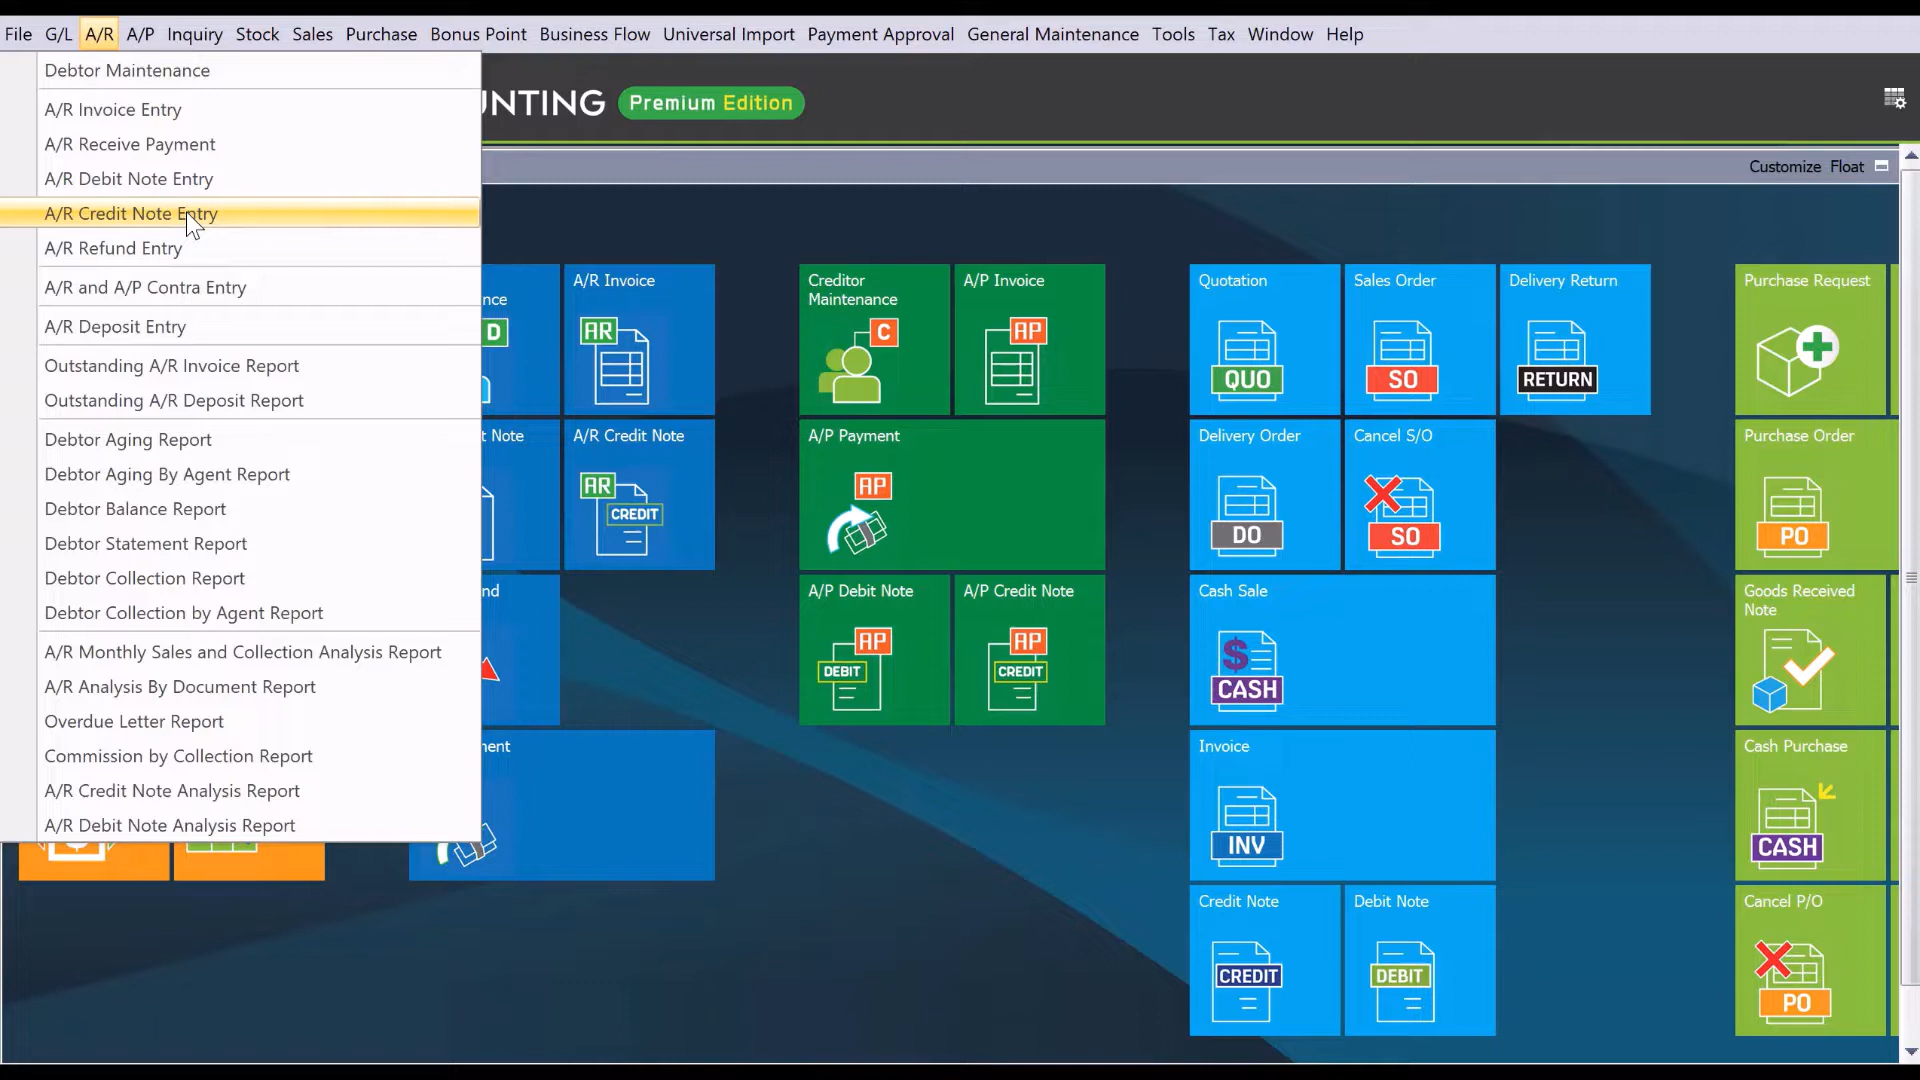 File G/L A/R A/P Inquiry Stock Sales Purchase Bonus Point Business Flow Universal Import Payment Approval General Maintenance Tools Tax Window Help
Debtor Maintenance
A/R Invoice Entry
A/R Receive Payment
A/R Debit Note Entry
A/R Credit Note Entry
A/R Refund Entry
A/R and A/P Contra Entry
A/R Deposit Entry
Outstanding A/R Invoice Report
Outstanding A/R Deposit Report
Debtor Aging Report
Debtor Aging By Agent Report
Debtor Balance Report
Debtor Statement Report
Debtor Collection Report
Debtor Collection by Agent Report
A/R Monthly Sales and Collection Analysis Report
A/R Analysis By Document Report
Overdue Letter Report
Commission by Collection Report
A/R Credit Note Analysis Report
A/R Debit Note Analysis Report
UNTING Premium Edition
Customize Float
nce
D
A/R Invoice
AR
t Note
A/R Credit Note
AR
CREDIT
nd
ment
Creditor
Maintenance
C
A/P Invoice
AP
A/P Payment
AP
A/P Debit Note
AP
DEBIT
A/P Credit Note
AP
CREDIT
Quotation
QUO
Sales Order
SO
Delivery Return
RETURN
Delivery Order
DO
Cancel S/O
SO
Cash Sale
$
CASH
Invoice
INV
Credit Note
CREDIT
Debit Note
DEBIT
Purchase Request
Purchase Order
PO
Goods Received
Note
Cash Purchase
CASH
Cancel P/O
PO